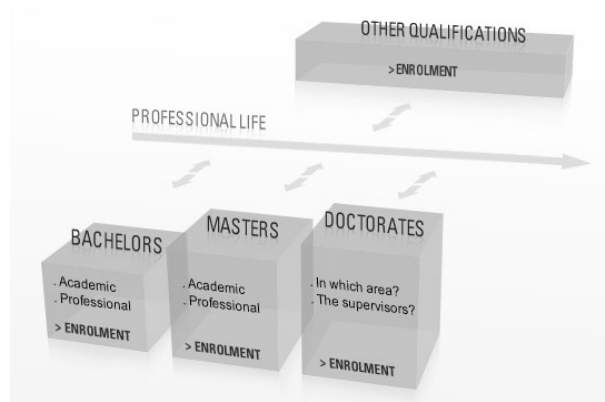 OTHER QUALIFICATIONS
>ENROLMENT
PROFESSIONAL LIFE
BACHELORS
. Academic
. Professional
> ENROLMENT
MASTERS
. Academic
. Professional
> ENROLMENT
DOCTORATES
. In which area?
. The supervisors?
> ENROLMENT